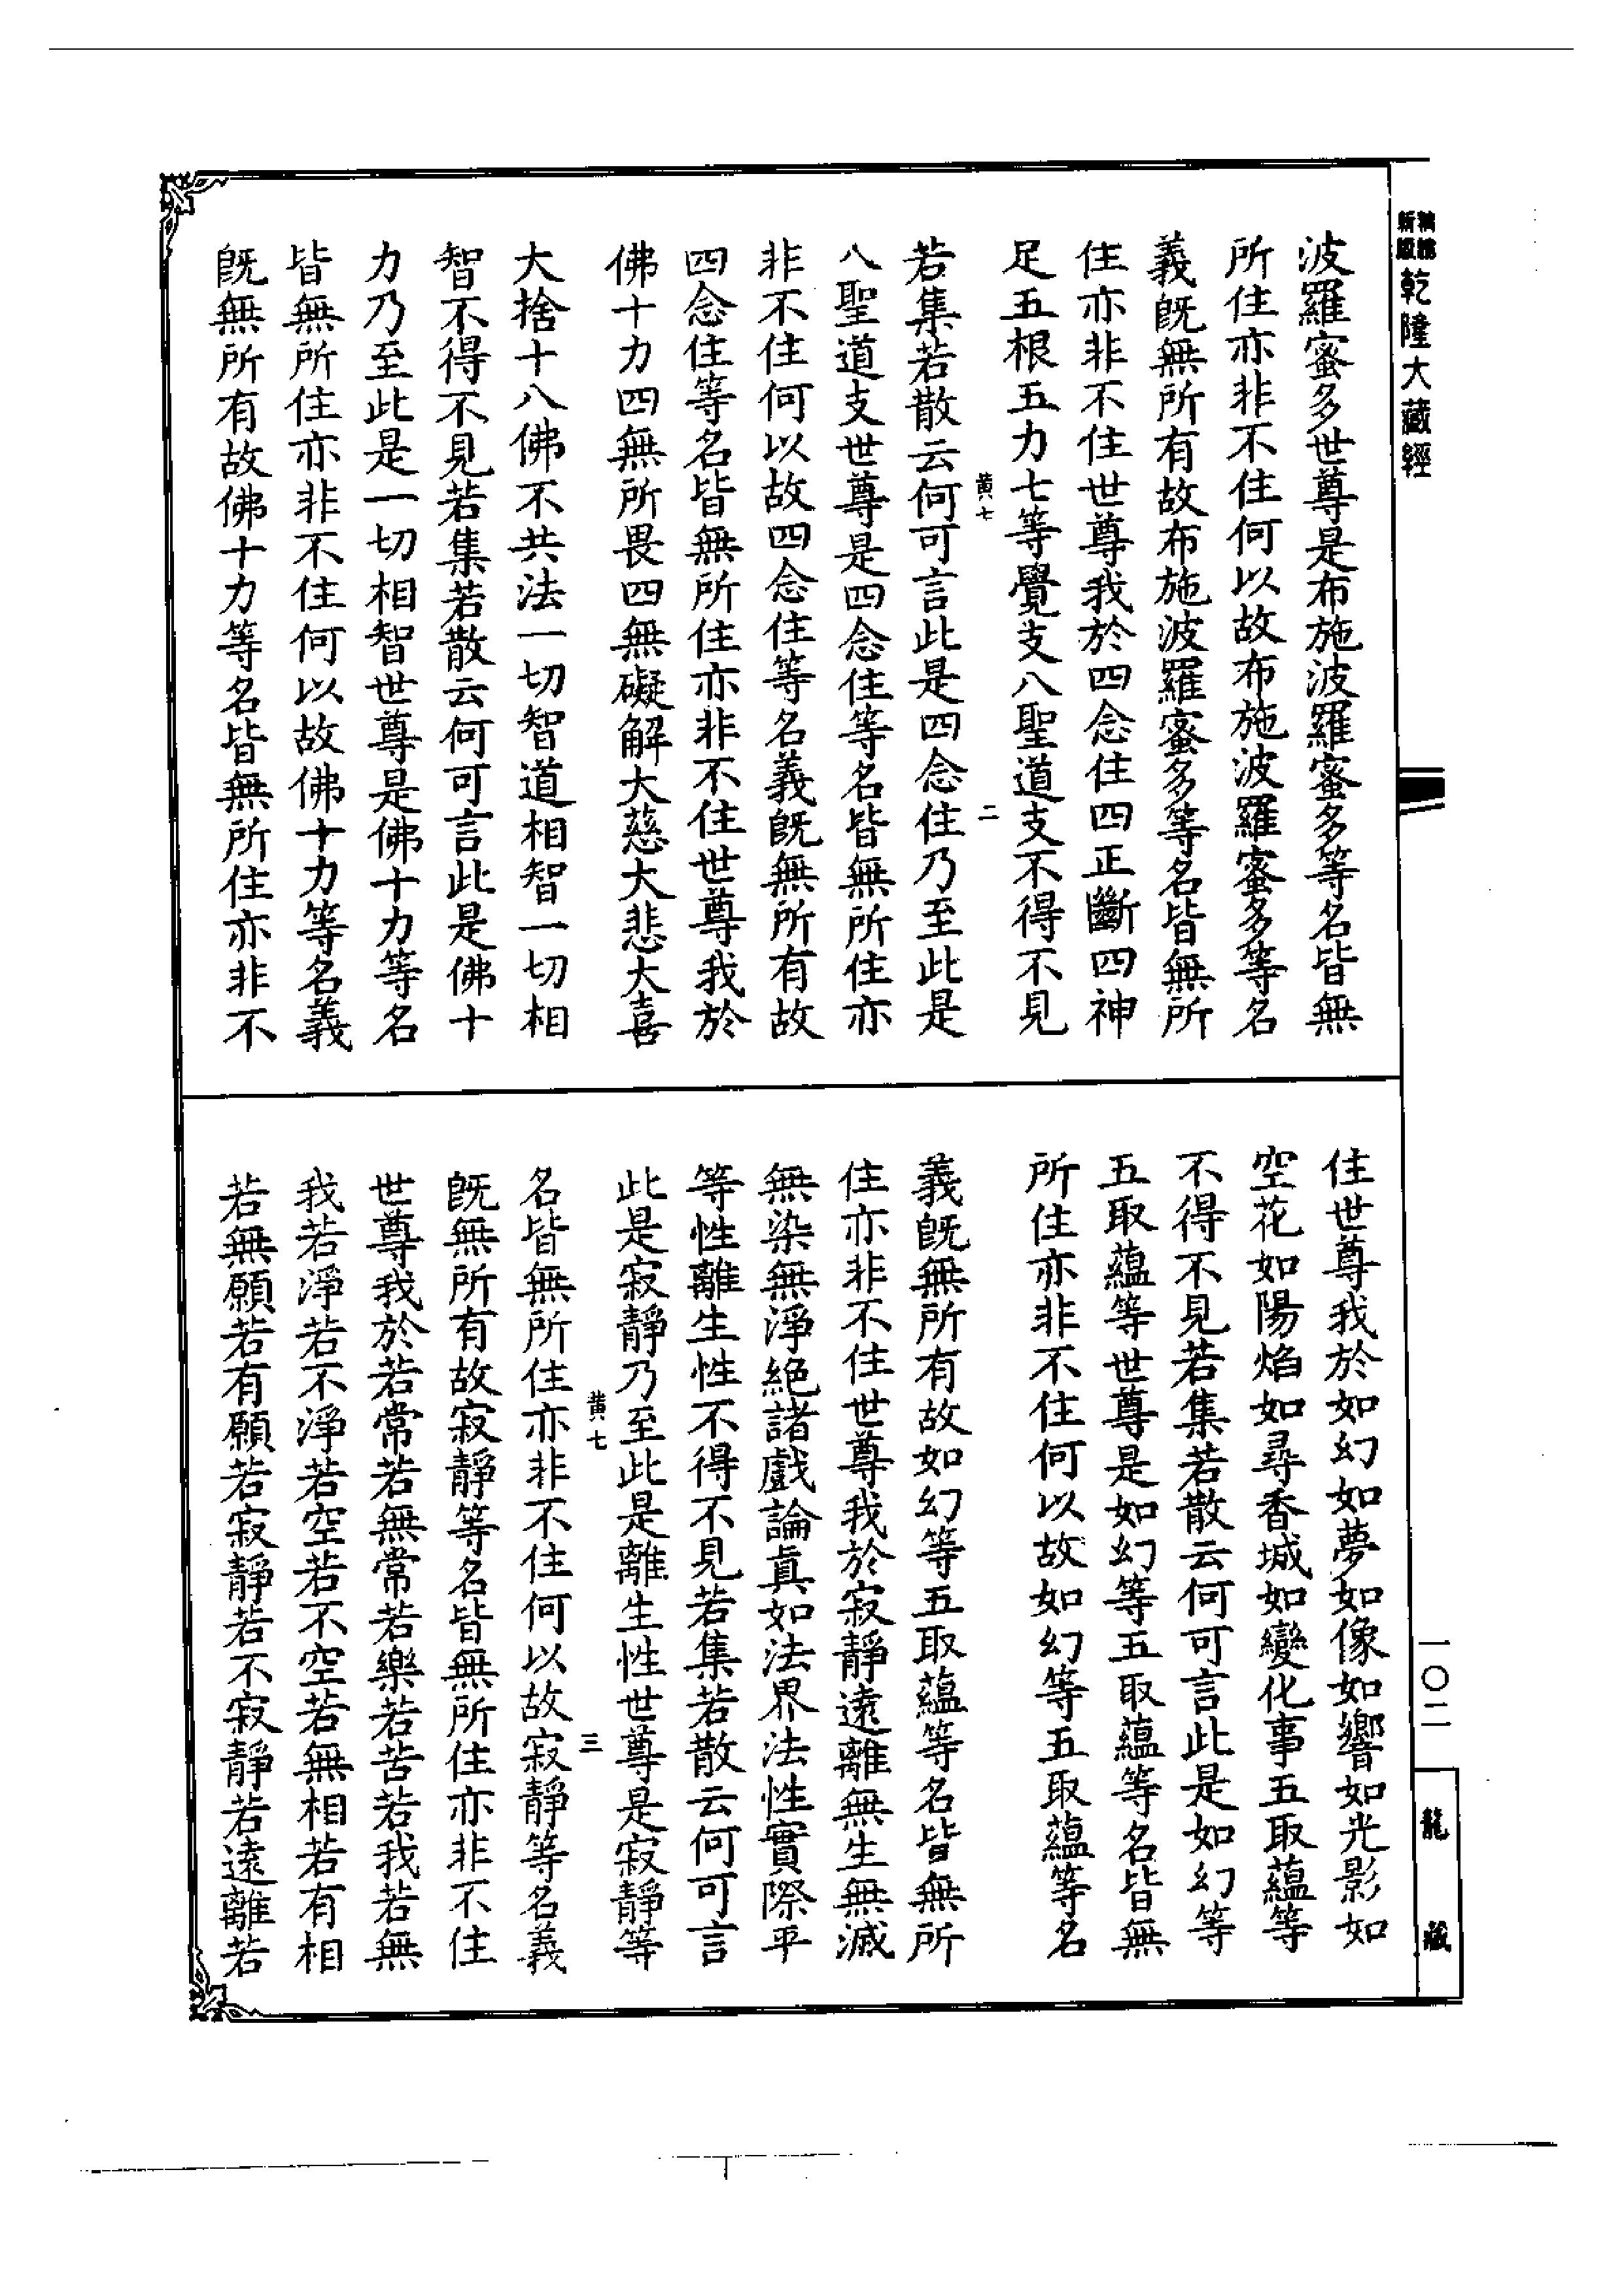 新版
乾隆大藏經
波羅蜜多世尊是布施波羅蜜多等名皆無
所住亦非不住何以故布施波羅蜜多等名
義旣無所有故布施波羅蜜多等名皆無所
住亦非不住世尊我於四念住四正斷四神
足五根五力七等覺支八聖道支不得不見
黃七 二
若集若散云何可言此是四念住乃至此是
八聖道支世尊是四念住等名皆無所住亦
非不住何以故四念住等名義旣無所有故
四念住等名皆無所住亦非不住世尊我於
佛十力四無所畏四無礙解大慈大悲大喜
大捨十八佛不共法一切智道相智一切相
智不得不見若集若散云何可言此是佛十
力乃至此是一切相智世尊是佛十力等名
皆無所住亦非不住何以故佛十力等名義
旣無所有故佛十力等名皆無所住亦非不
住世尊我於如幻如夢如像如響如光影如
空花如陽焰如尋香城如變化事五取蘊等
不得不見若集若散云何可言此是如幻等
五取蘊等世尊是如幻等五取蘊等名皆無
所住亦非不住何以故如幻等五取蘊等名
義旣無所有故如幻等五取蘊等名皆無所
住亦非不住世尊我於寂靜遠離無生無滅
無染無淨絕諸戲論真如法界法性實際平
等性離生性不得不見若集若散云何可言
此是寂靜乃至此是離生性世尊是寂靜等
黃七 三
名皆無所住亦非不住何以故寂靜等名義
旣無所有故寂靜等名皆無所住亦非不住
世尊我於若常若無常若樂若苦若我若無
我若淨若不淨若空若不空若無相若有相
若無願若有願若寂靜若不寂靜若遠離若
一〇二
龍藏